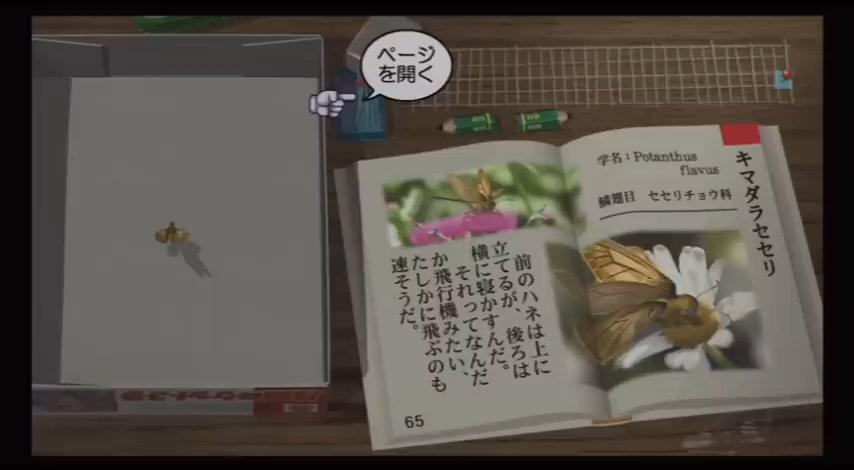 ページ
を開く
キマダラセセリ
学名：Potanthus
flavus
鱗翅目 セセリチョウ科
前のハネは上に
立てるが、後ろは
横に寝かすんだ。
それってなんだ
か飛行機みたい、
たしかに飛ぶのも
速そうだ。
65